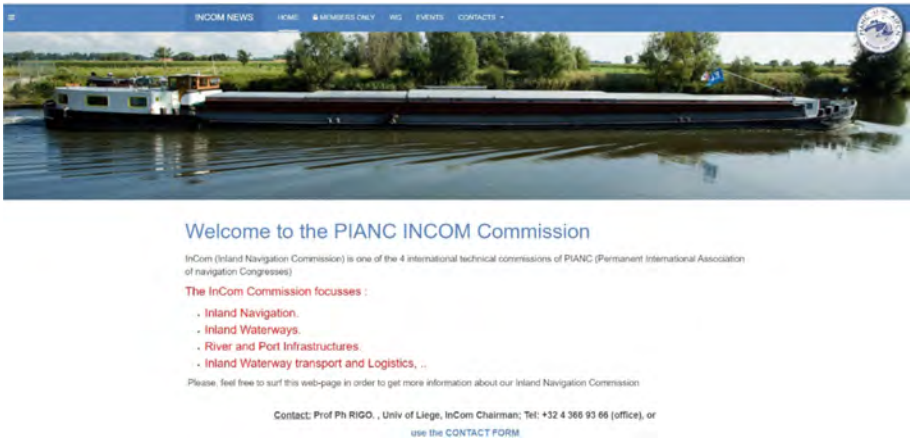 INCOM NEWS HOME MEMBERS ONLY WG EVENTS CONTACTS
Welcome to the PIANC INCOM Commission
InCom (Inland Navigation Commission) is one of the 4 international technical commissions of PIANC (Permanent International Association
of navigation Congresses)
The InCom Commission focusses :
Inland Navigation.
Inland Waterways.
River and Port Infrastructures.
Inland Waterway transport and Logistics, ..
Please, feel free to surf this web-page in order to get more information about our Inland Navigation Commission
Contact: Prof Ph RIGO. , Univ of Liege, InCom Chairman; Tel: +32 4 366 93 66 (office), or
use the CONTACT FORM